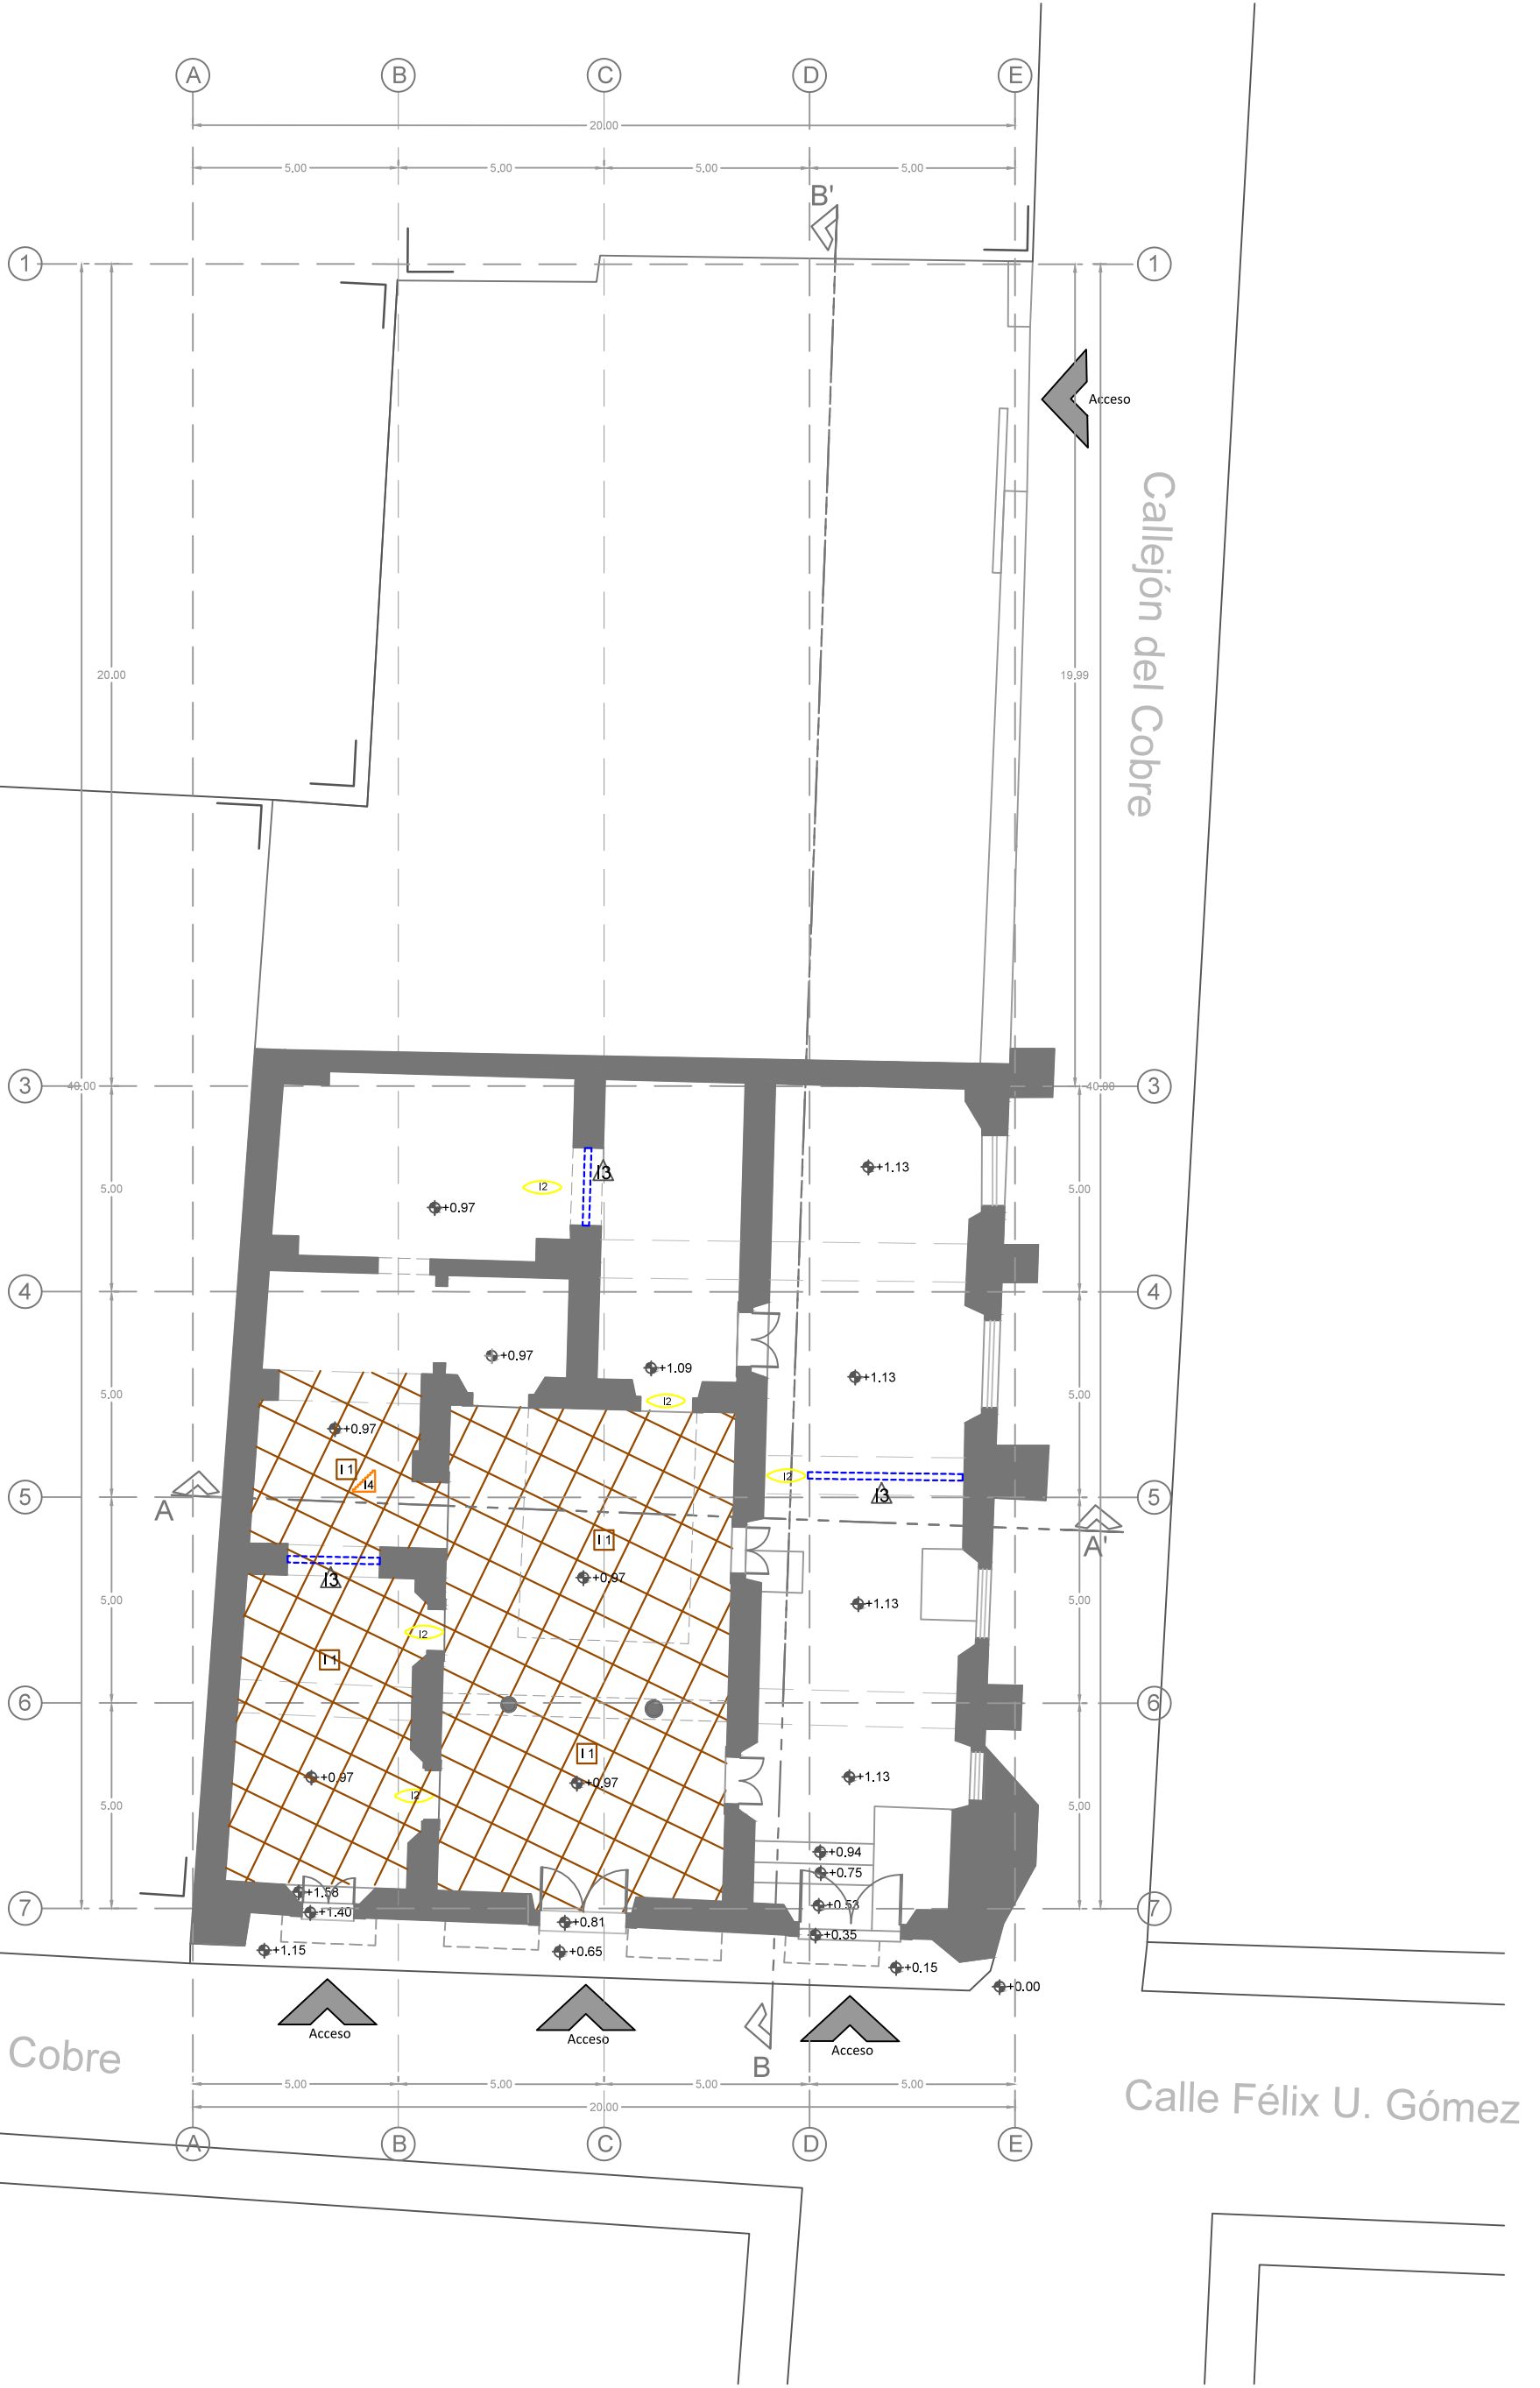 A B C D E
20.00
5.00 5.00 5.00 5.00
B'
1 1
Acceso
Callejón del Cobre
20.00 19.99
3 40.00 40.00 3
+1.13
I3
I2
5.00 5.00
+0.97
4 4
+0.97
+1.09
+1.13
5.00 5.00
I2
+0.97
I1
I4
I2
I3
5 5
A
A'
I1
I3
+0.97
5.00 +1.13 5.00
I2
I1
6 6
I1
+0.97
+0.97
+1.13
I2
5.00 5.00
+0.94
+0.75
+1.58
+0.53
7 7
+1.40
+0.81
+0.35
+1.15
+0.65
+0.15
+0.00
Acceso
Acceso
Acceso
Cobre
B
5.00 5.00 5.00 5.00
20.00
Calle Félix U. Gómez
A B C D E